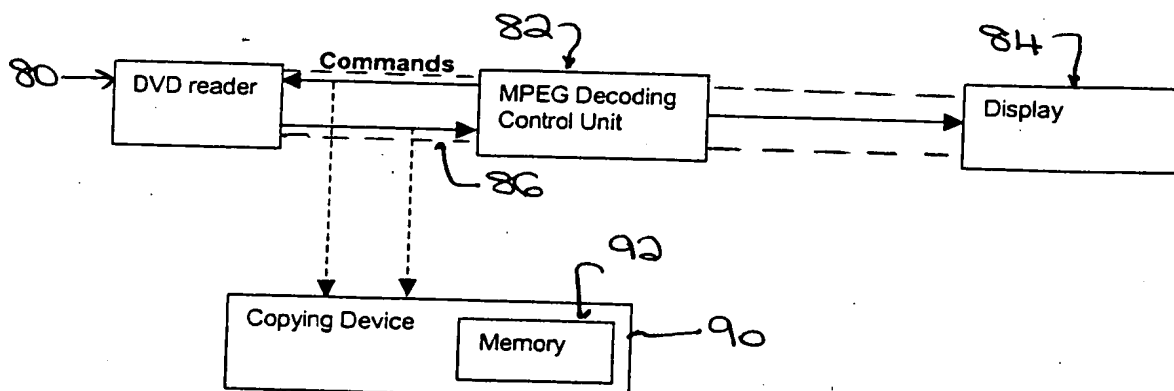 82
84
80
Commands
DVD reader
MPEG Decoding
Control Unit
Display
86
92
Copying Device
Memory
90